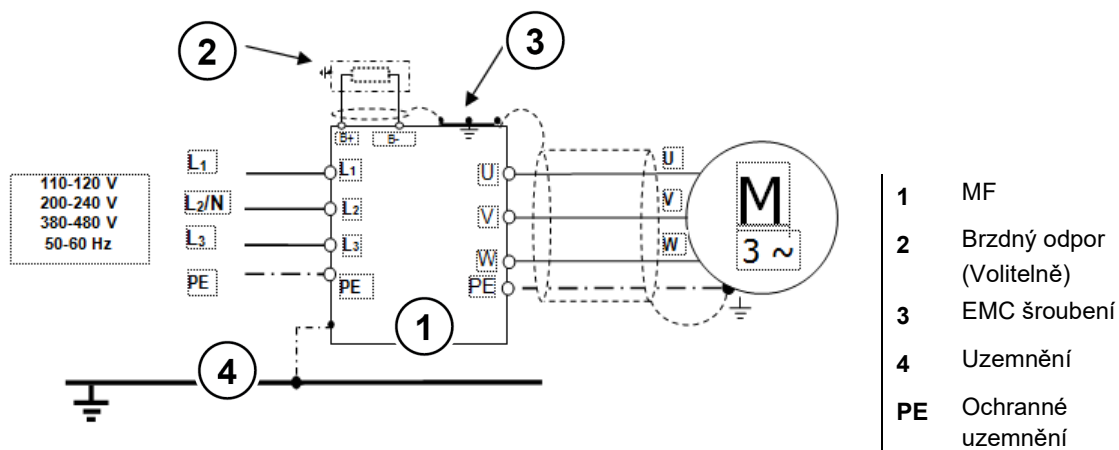 2
3
B+ B-
110-120 V
200-240 V
380-480 V
50-60 Hz
L1
L2/N
L3
PE
L1
L2
L3
PE
U
V
W
PE
U
V
W
M
3 ~
1
4
1 MF
2 Brzdný odpor
(Volitelně)
3 EMC šroubení
4 Uzemnění
PE Ochranné
uzemnění